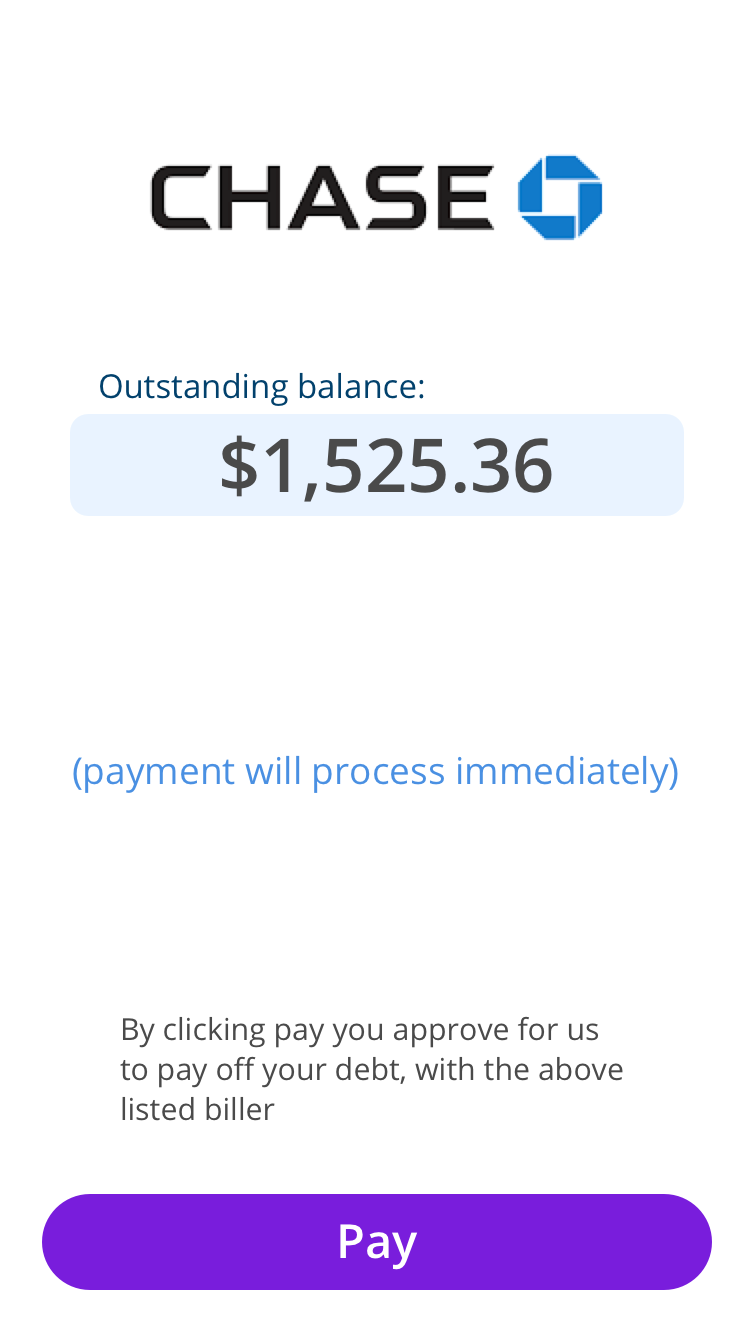 CHASE
Outstanding balance:
$1,525.36
(payment will process immediately)
By clicking pay you approve for us
to pay off your debt, with the above
listed biller
Pay